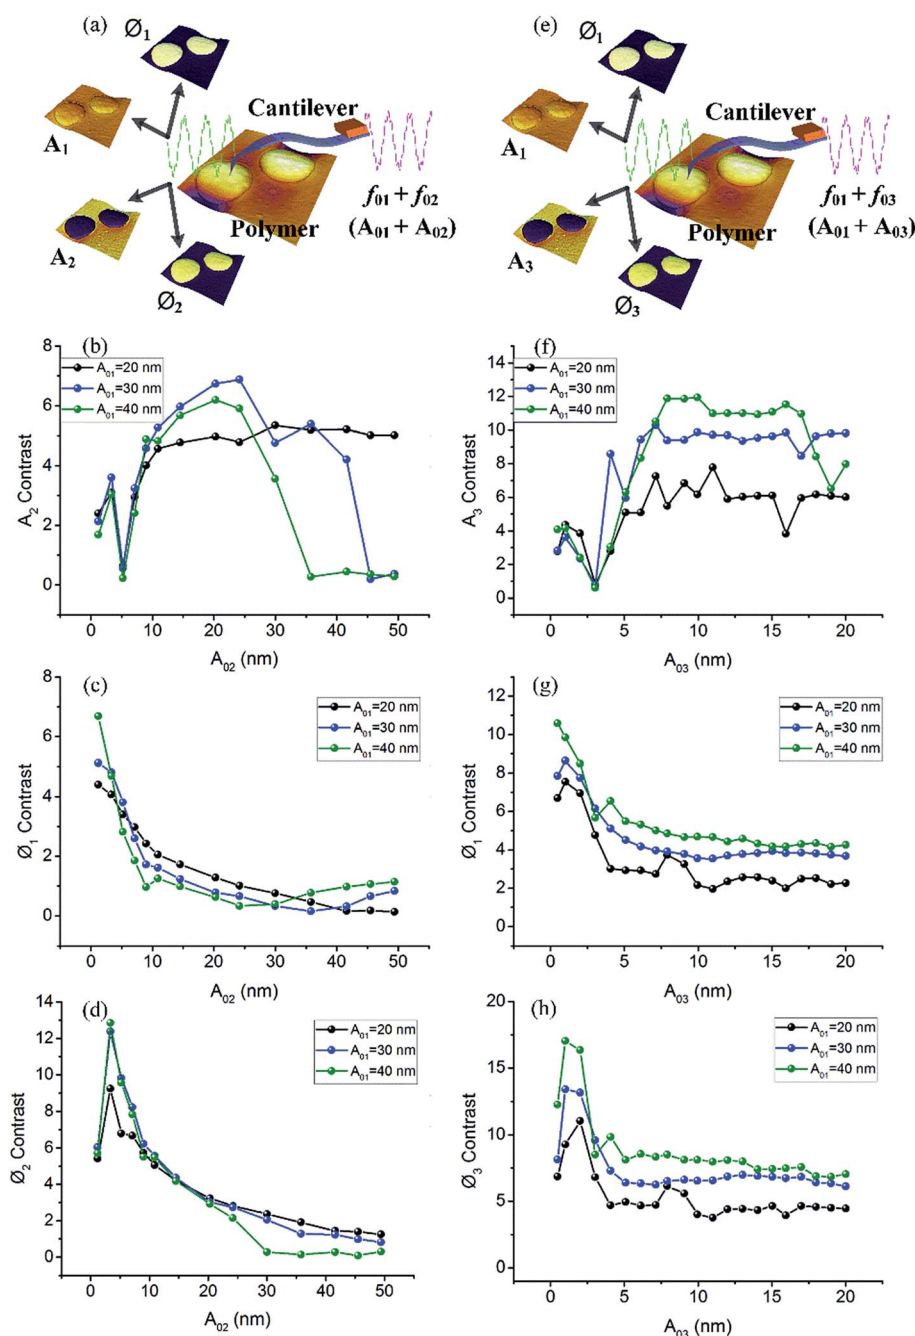 (a)
Ø₁
A₁
Cantilever
f₀₁ + f₀₂
(A₀₁ + A₀₂)
Polymer
A₂
Ø₂
(e)
Ø₁
A₁
Cantilever
f₀₁ + f₀₃
(A₀₁ + A₀₃)
Polymer
A₃
Ø₃
(b)
A₀₁=20 nm
A₀₁=30 nm
A₀₁=40 nm
8
6
4
2
0
A₂ Contrast
0 10 20 30 40 50
A₀₂ (nm)
(f)
A₀₁=20 nm
A₀₁=30 nm
A₀₁=40 nm
15
14
13
12
11
10
9
8
7
6
5
4
3
2
1
0
A₃ Contrast
0 5 10 15 20
A₀₃ (nm)
(c)
A₀₁=20 nm
A₀₁=30 nm
A₀₁=40 nm
8
6
4
2
0
Ø₁ Contrast
0 10 20 30 40 50
A₀₂ (nm)
(g)
A₀₁=20 nm
A₀₁=30 nm
A₀₁=40 nm
12
10
8
6
4
2
0
Ø₁ Contrast
0 5 10 15 20
A₀₃ (nm)
(d)
A₀₁=20 nm
A₀₁=30 nm
A₀₁=40 nm
14
12
10
8
6
4
2
0
Ø₂ Contrast
0 10 20 30 40 50
A₀₂ (nm)
(h)
A₀₁=20 nm
A₀₁=30 nm
A₀₁=40 nm
20
15
10
5
0
Ø₃ Contrast
0 5 10 15 20
A₀₃ (nm)